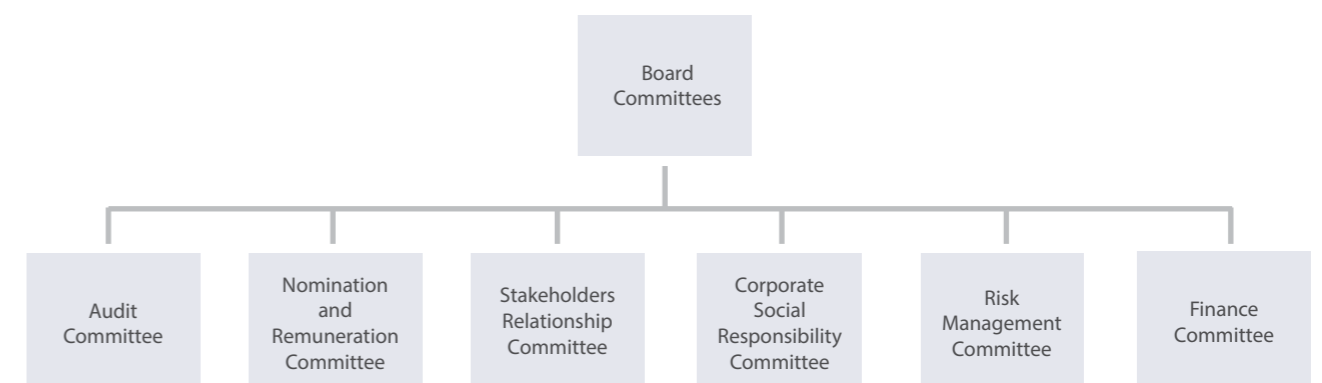 Board
Committees
Audit
Committee
Nomination
and
Remuneration
Committee
Stakeholders
Relationship
Committee
Corporate
Social
Responsibility
Committee
Risk
Management
Committee
Finance
Committee